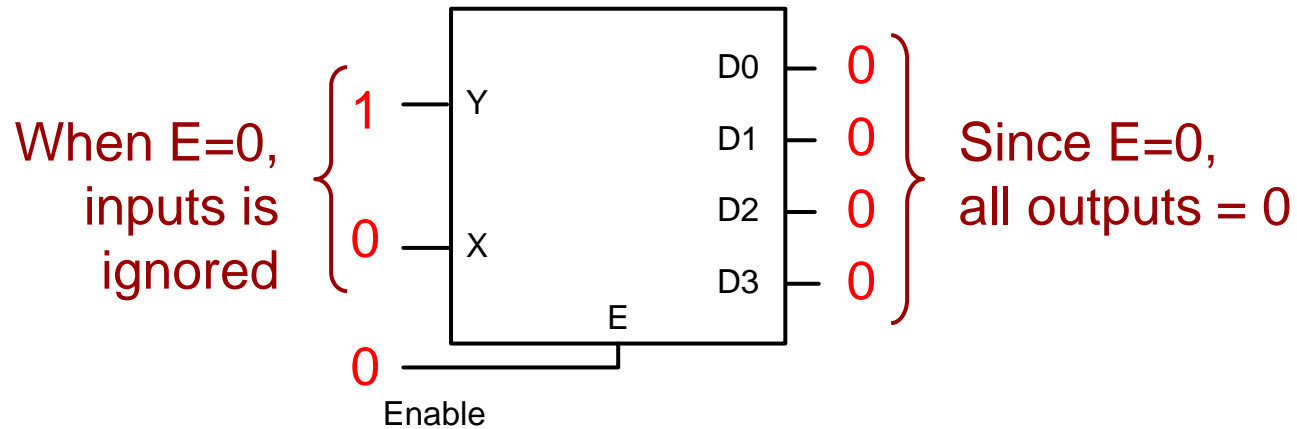 When E=0,
inputs is
ignored
1
0
0
Enable
Y
X
E
D0
D1
D2
D3
0
0
0
0
Since E=0,
all outputs = 0